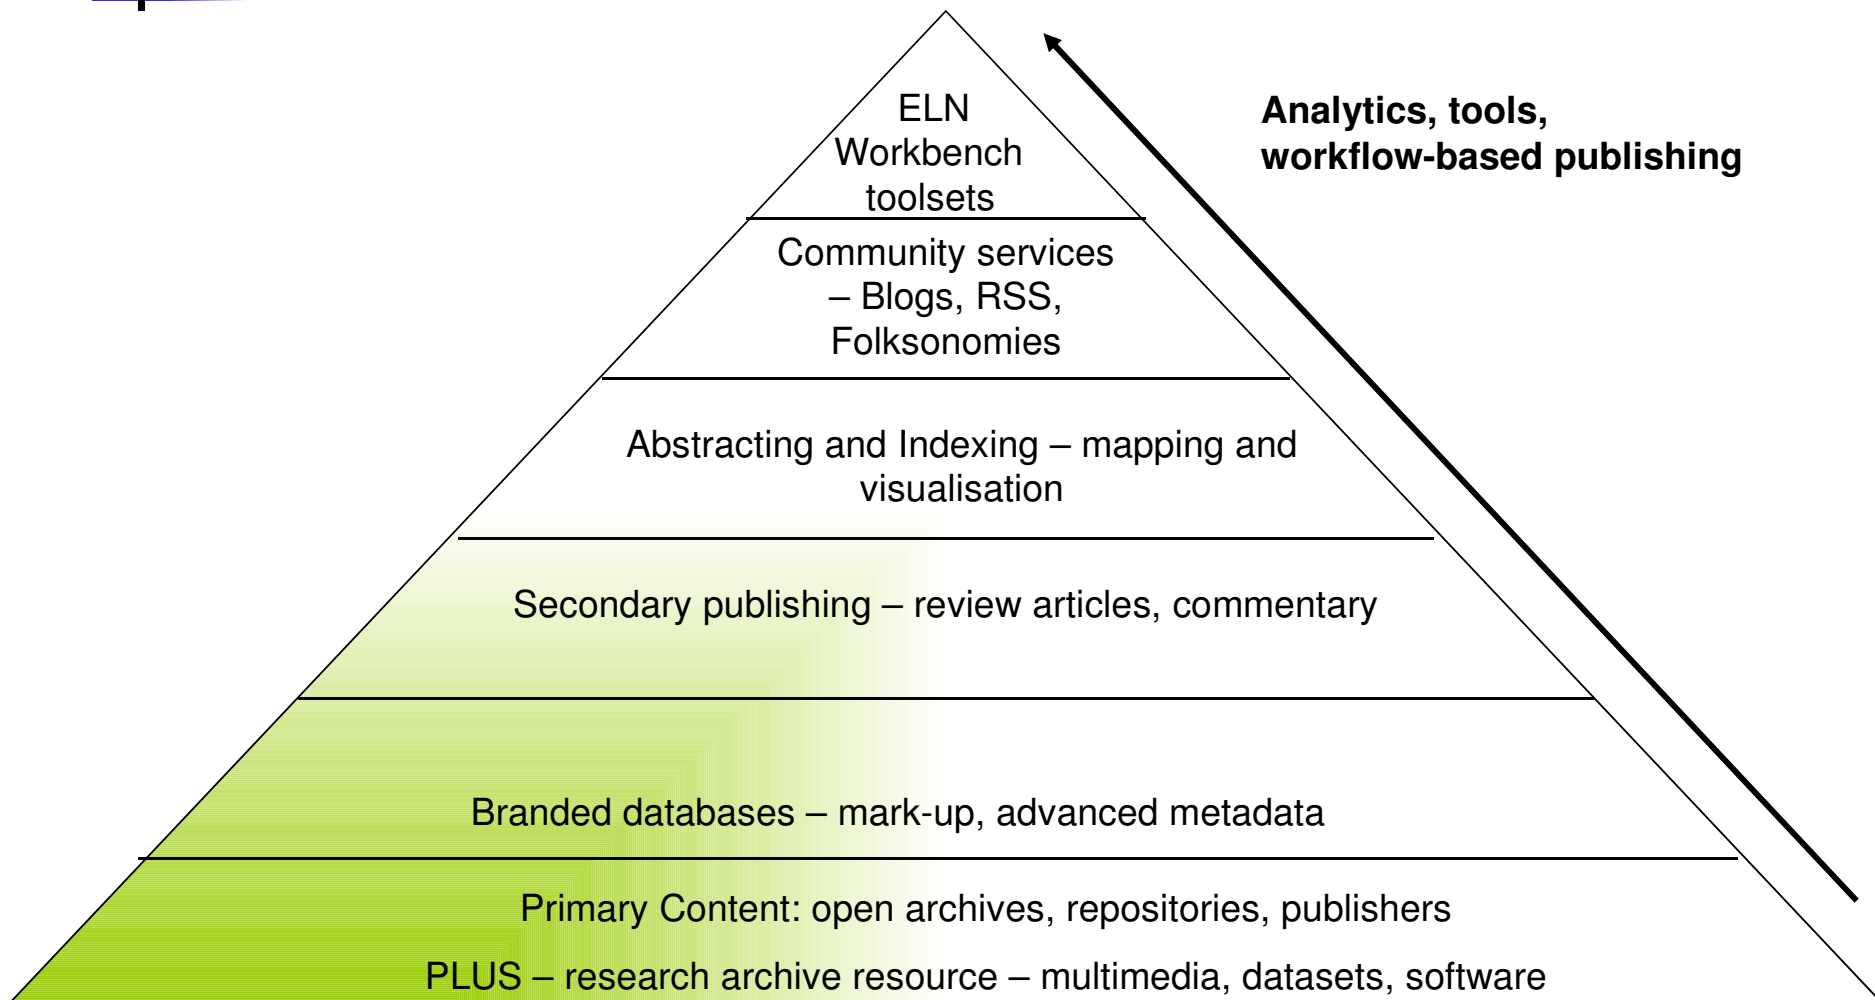 ELN
Workbench
toolsets
Analytics, tools,
workflow-based publishing
Community services
– Blogs, RSS,
Folksonomies
Abstracting and Indexing – mapping and
visualisation
Secondary publishing – review articles, commentary
Branded databases – mark-up, advanced metadata
Primary Content: open archives, repositories, publishers
PLUS – research archive resource – multimedia, datasets, software